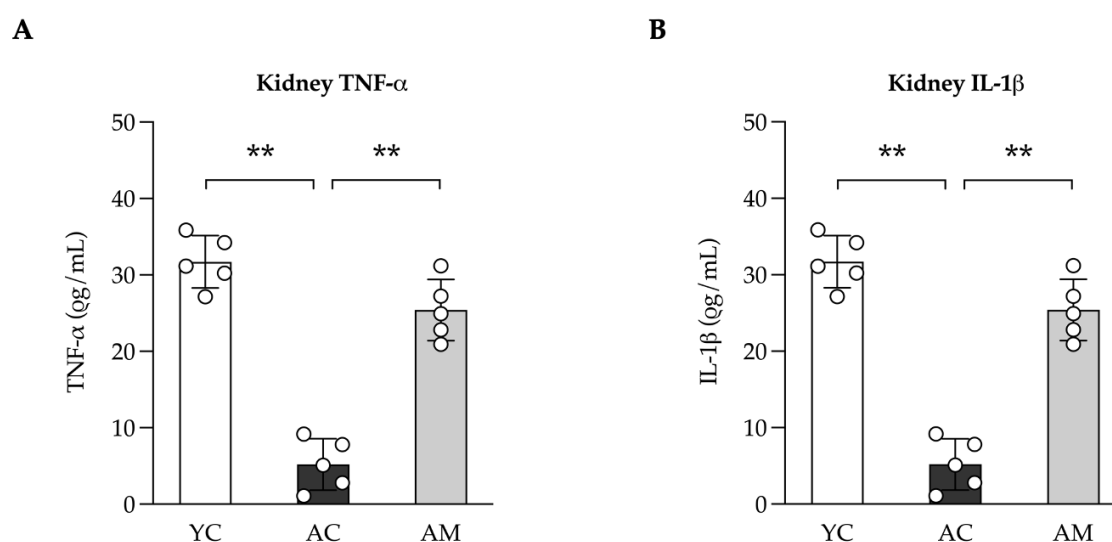 A
B
Kidney TNF-α
Kidney IL-1β
TNF-α (ϱg/mL)
50
40
30
20
10
0
** **
YC AC AM
IL-1β (ϱg/mL)
50
40
30
20
10
0
** **
YC AC AM